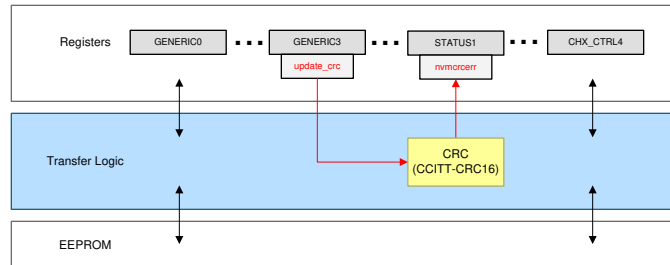 Registers
GENERIC0
GENERIC3
STATUS1
CHX_CTRL4
update_crc
nvmcrcerr
Transfer Logic
CRC
(CCITT-CRC16)
EEPROM